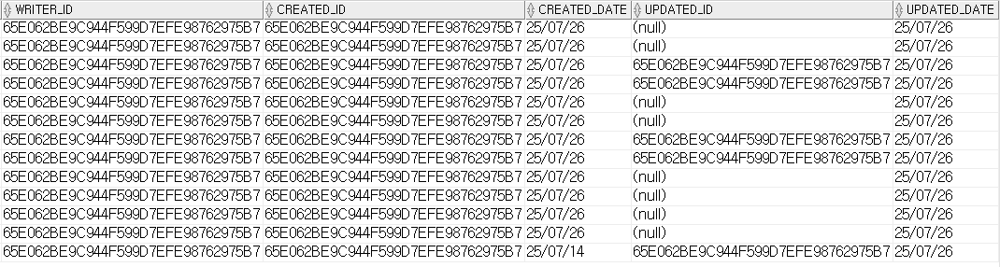 WRITER_ID CREATED_ID CREATED_DATE UPDATED_ID UPDATED_DATE
65E062BE9C944F599D7EFE98762975B7 65E062BE9C944F599D7EFE98762975B7 25/07/26 (null) 25/07/26
65E062BE9C944F599D7EFE98762975B7 65E062BE9C944F599D7EFE98762975B7 25/07/26 (null) 25/07/26
65E062BE9C944F599D7EFE98762975B7 65E062BE9C944F599D7EFE98762975B7 25/07/26 65E062BE9C944F599D7EFE98762975B7 25/07/26
65E062BE9C944F599D7EFE98762975B7 65E062BE9C944F599D7EFE98762975B7 25/07/26 65E062BE9C944F599D7EFE98762975B7 25/07/26
65E062BE9C944F599D7EFE98762975B7 65E062BE9C944F599D7EFE98762975B7 25/07/26 (null) 25/07/26
65E062BE9C944F599D7EFE98762975B7 65E062BE9C944F599D7EFE98762975B7 25/07/26 (null) 25/07/26
65E062BE9C944F599D7EFE98762975B7 65E062BE9C944F599D7EFE98762975B7 25/07/26 65E062BE9C944F599D7EFE98762975B7 25/07/26
65E062BE9C944F599D7EFE98762975B7 65E062BE9C944F599D7EFE98762975B7 25/07/26 65E062BE9C944F599D7EFE98762975B7 25/07/26
65E062BE9C944F599D7EFE98762975B7 65E062BE9C944F599D7EFE98762975B7 25/07/26 (null) 25/07/26
65E062BE9C944F599D7EFE98762975B7 65E062BE9C944F599D7EFE98762975B7 25/07/26 (null) 25/07/26
65E062BE9C944F599D7EFE98762975B7 65E062BE9C944F599D7EFE98762975B7 25/07/26 (null) 25/07/26
65E062BE9C944F599D7EFE98762975B7 65E062BE9C944F599D7EFE98762975B7 25/07/26 (null) 25/07/26
65E062BE9C944F599D7EFE98762975B7 65E062BE9C944F599D7EFE98762975B7 25/07/14 65E062BE9C944F599D7EFE98762975B7 25/07/26